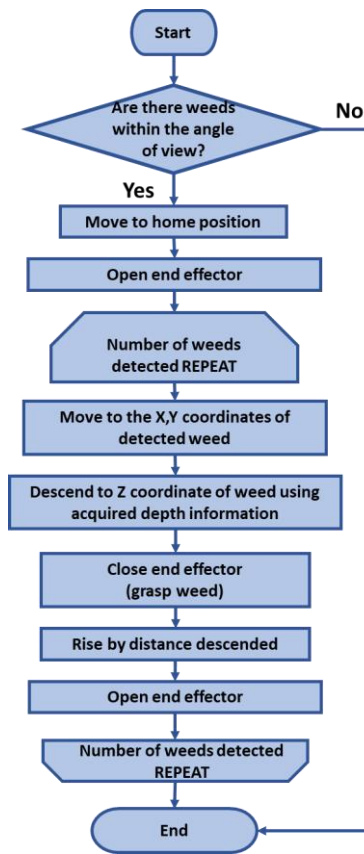 Start
Are there weeds
within the angle
of view?
No
Yes
Move to home position
Open end effector
Number of weeds
detected REPEAT
Move to the X,Y coordinates of
detected weed
Descend to Z coordinate of weed using
acquired depth information
Close end effector
(grasp weed)
Rise by distance descended
Open end effector
Number of weeds detected
REPEAT
End